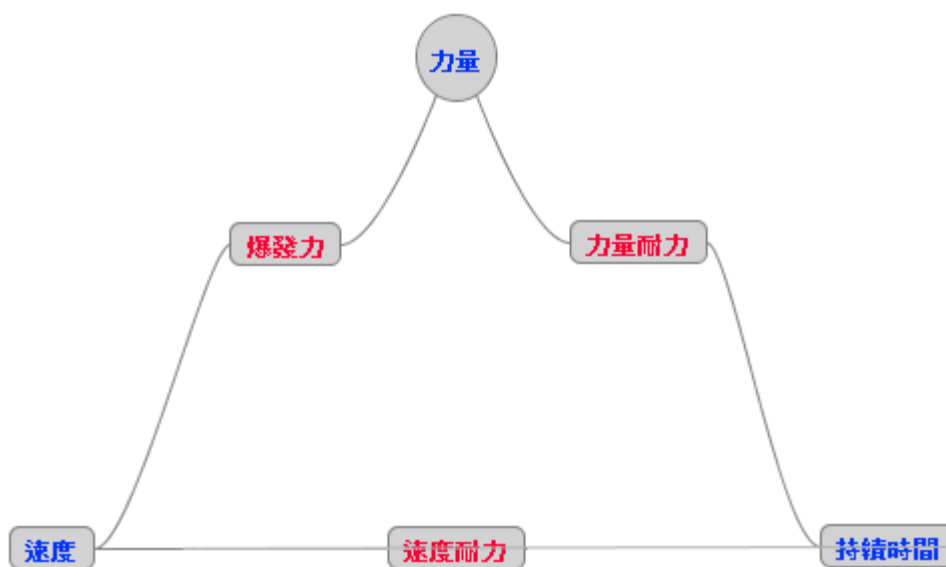 力量
爆發力
力量耐力
速度
速度耐力
持續時間